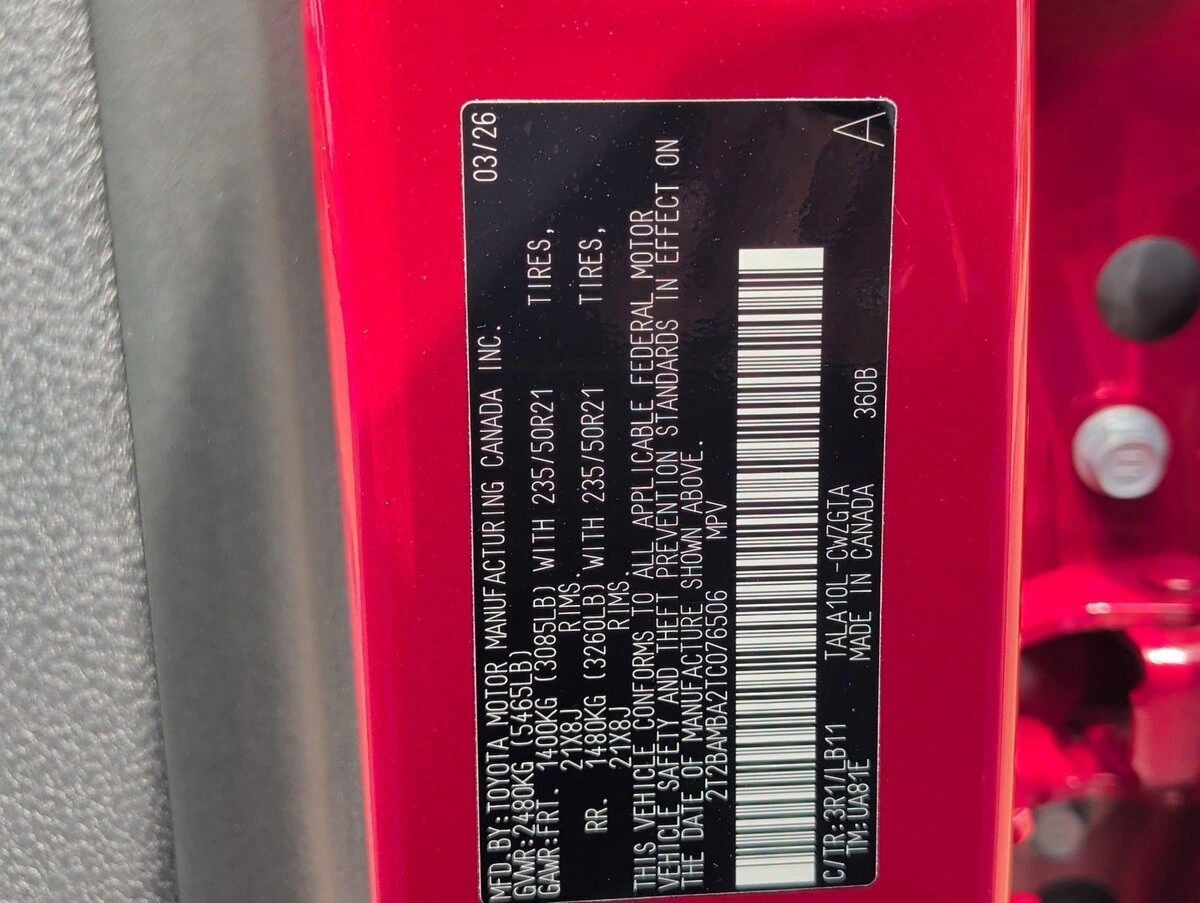 MFD.BY:TOYOTA MOTOR MANUFACTURING CANADA INC. 03/26
GVWR:2480KG (5465LB)
GAWR:FRT. 1400KG (3085LB) WITH 235/50R21 TIRES,
21X8J RIMS.
RR. 1480KG (3260LB) WITH 235/50R21 TIRES,
21X8J RIMS.
THIS VEHICLE CONFORMS TO ALL APPLICABLE FEDERAL MOTOR
VEHICLE SAFETY AND THEFT PREVENTION STANDARDS IN EFFECT ON
THE DATE OF MANUFACTURE SHOWN ABOVE.
2T2BAMBA2TC076506 MPV
C/TR:3R1/LB11 TALA10L-CWZGTA 360B
TM:UA81E MADE IN CANADA A